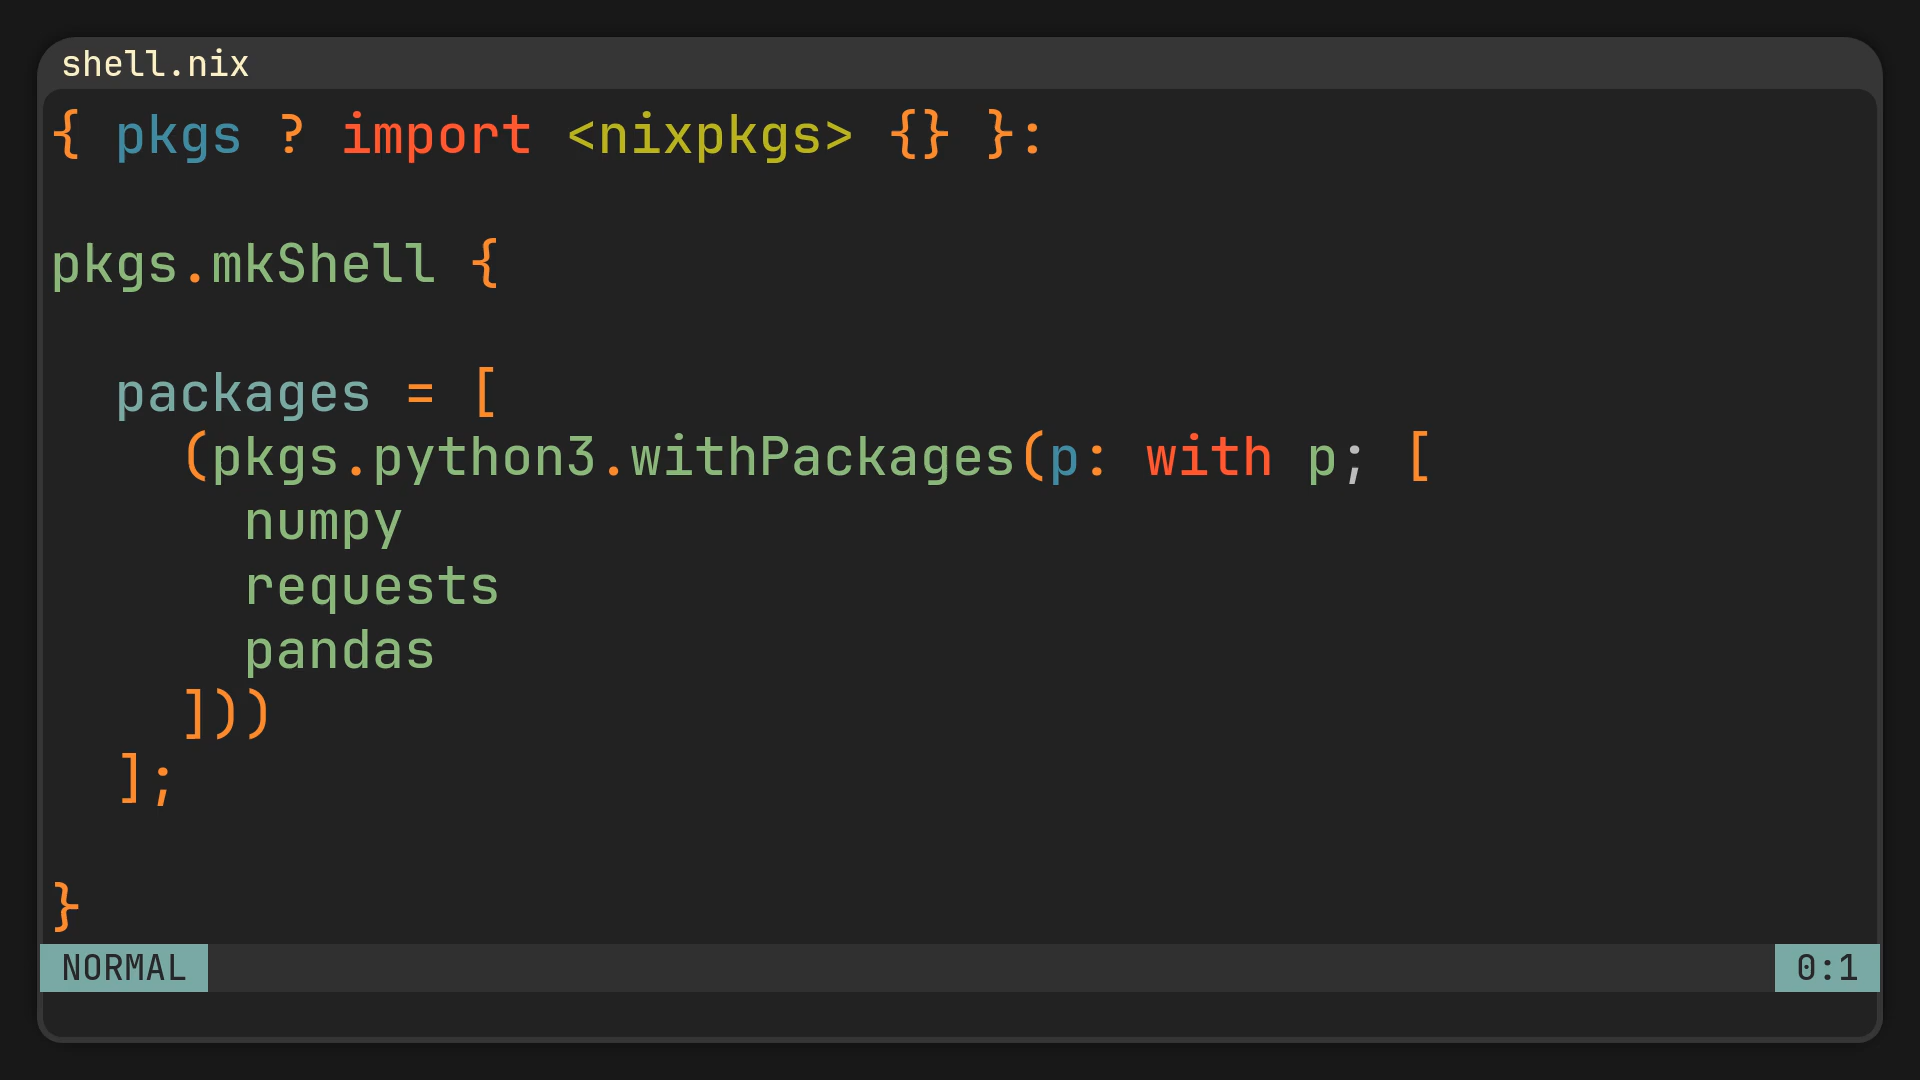 shell.nix
{ pkgs ? import <nixpkgs> {} }:
pkgs.mkShell {
  packages = [
    (pkgs.python3.withPackages(p: with p; [
      numpy
      requests
      pandas
    ]))
  ];
}
NORMAL 0:1